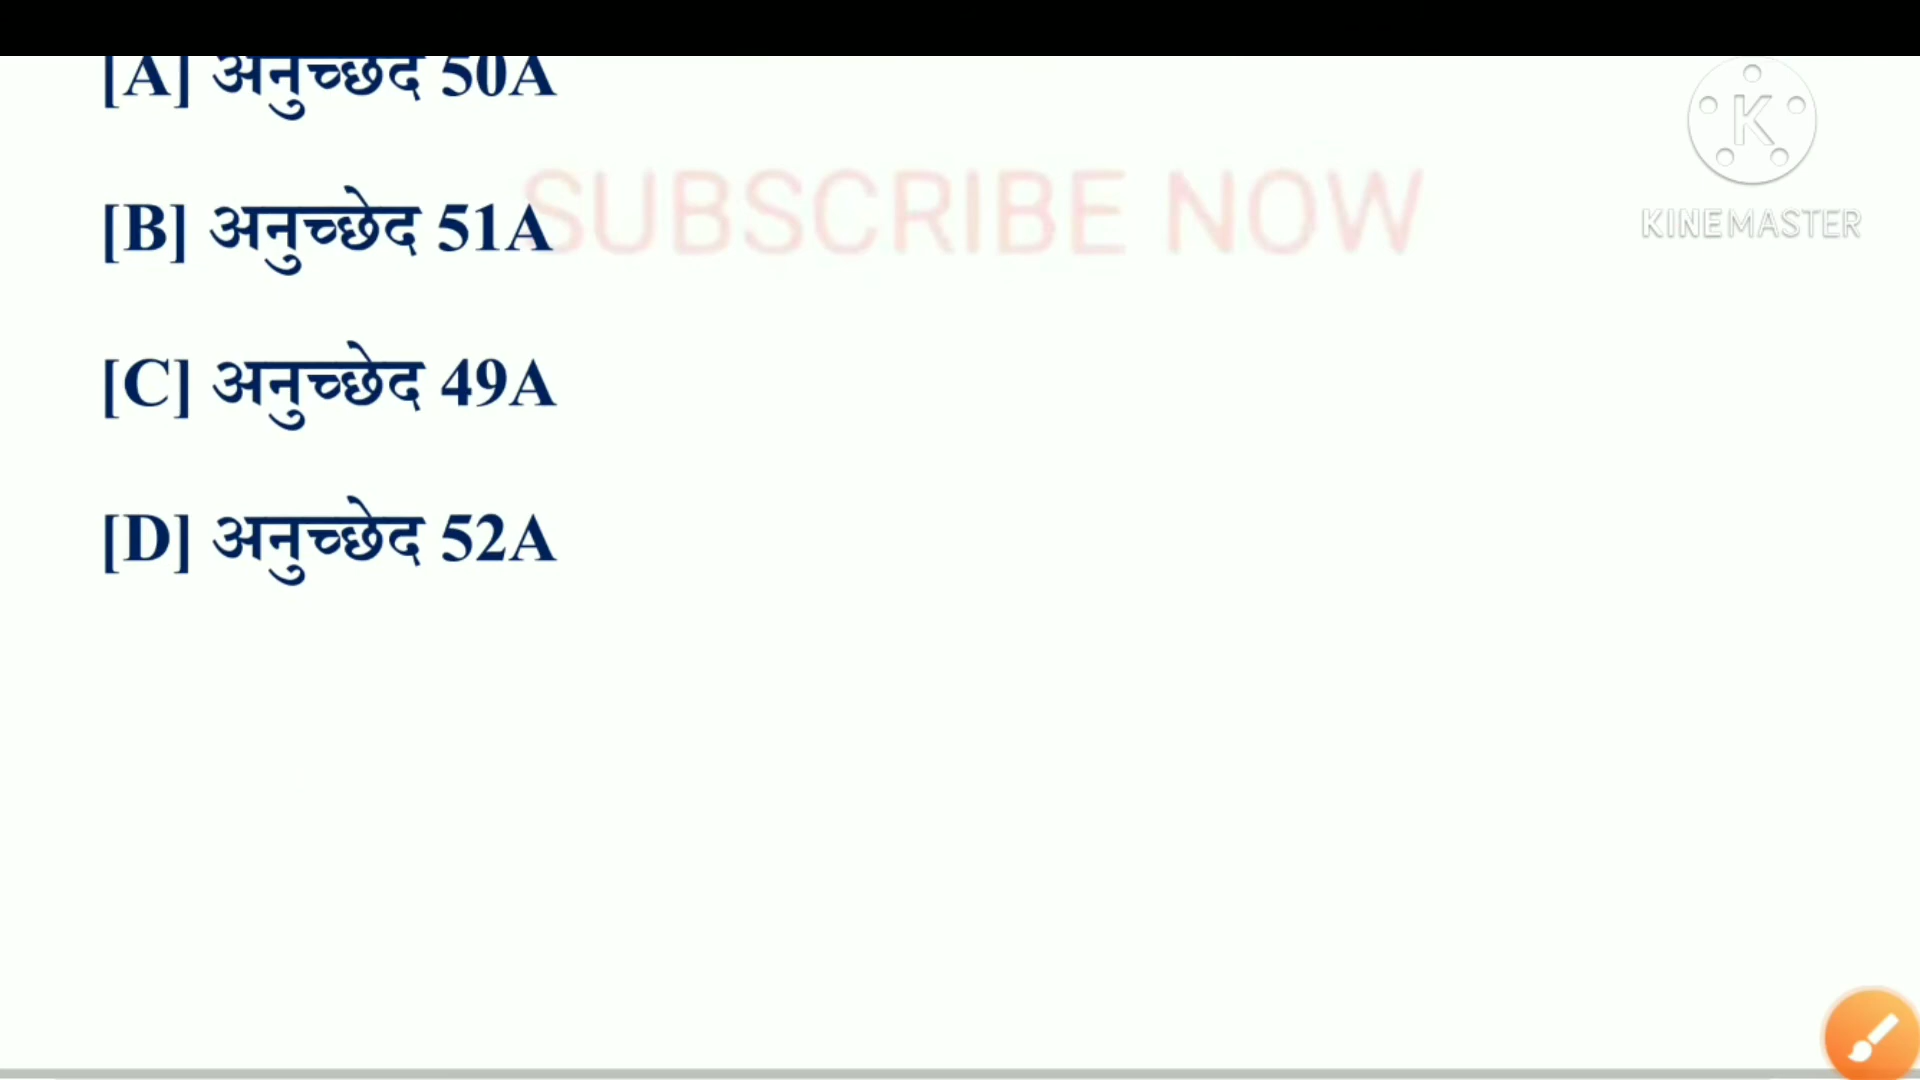 [A] अनुच्छेद 50A
[B] अनुच्छेद 51A
SUBSCRIBE NOW
KINEMASTER
[C] अनुच्छेद 49A
[D] अनुच्छेद 52A